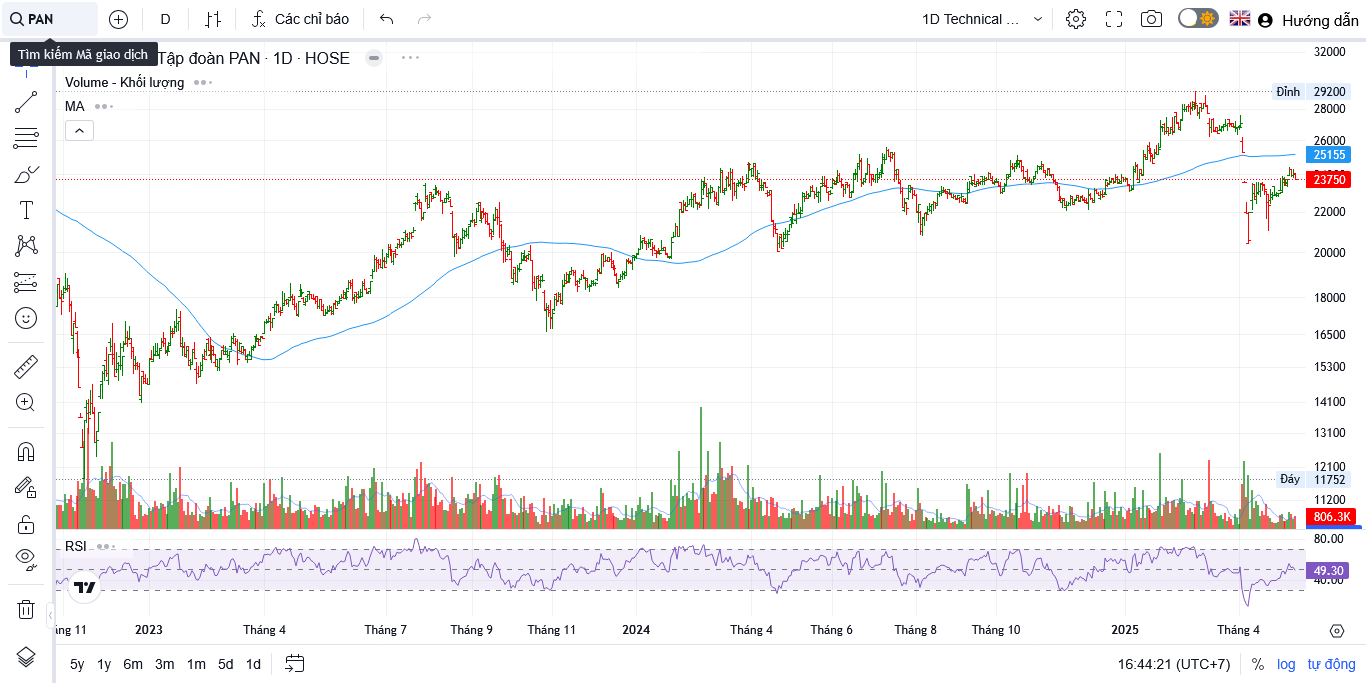 PAN
D
Các chỉ báo
1D Technical ...
Hướng dẫn
Tìm kiếm Mã giao dịch
Tập đoàn PAN · 1D · HOSE
Volume - Khối lượng
MA
32000
Đỉnh 29200
28000
26000
25155
23750
22000
20000
18000
16500
15300
14100
13100
12100
Đáy 11752
11200
806.3K
RSI
80.00
49.30
40.00
ng 11 2023 Tháng 4 Tháng 7 Tháng 9 Tháng 11 2024 Tháng 4 Tháng 6 Tháng 8 Tháng 10 2025 Tháng 4
5y 1y 6m 3m 1m 5d 1d
16:44:21 (UTC+7) % log tự động